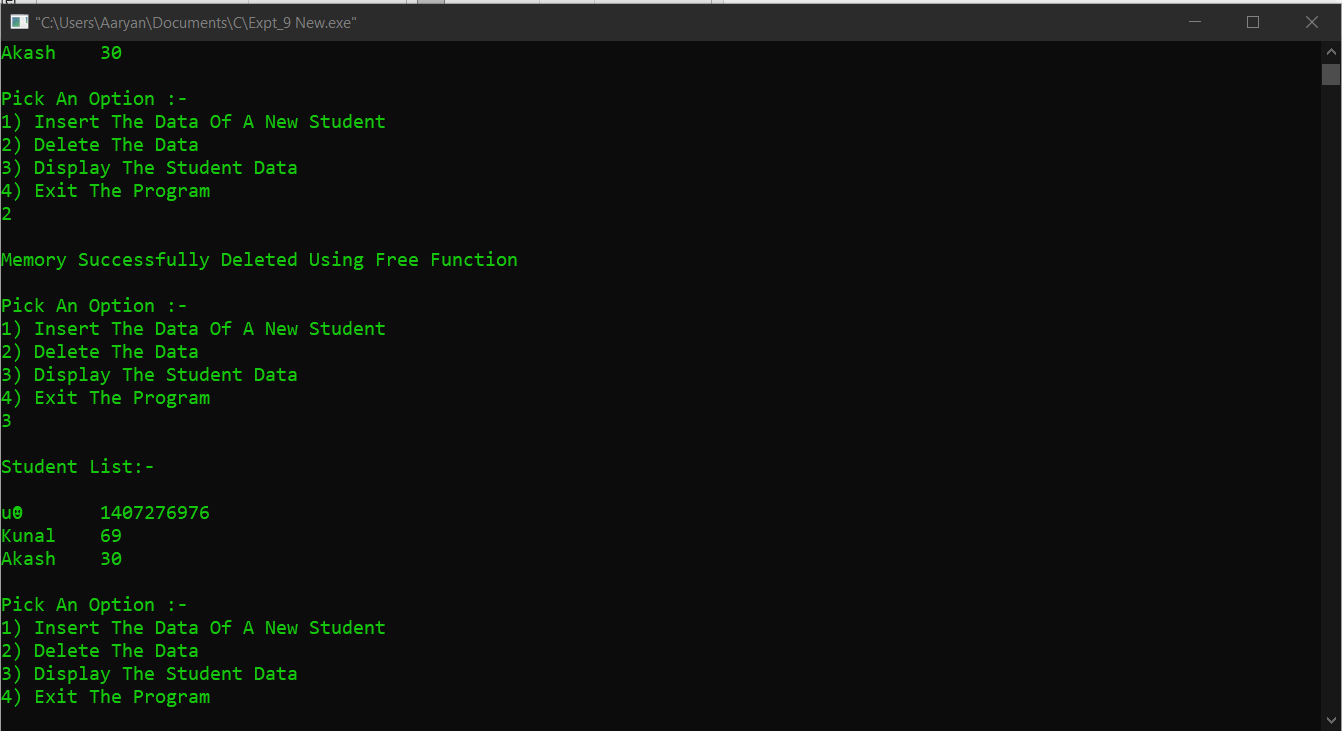 "C:\Users\Aaryan\Documents\C\Expt_9 New.exe"
Akash    30
Pick An Option :-
1) Insert The Data Of A New Student
2) Delete The Data
3) Display The Student Data
4) Exit The Program
2
Memory Successfully Deleted Using Free Function
Pick An Option :-
1) Insert The Data Of A New Student
2) Delete The Data
3) Display The Student Data
4) Exit The Program
3
Student List:-
1407276976
Kunal    69
Akash    30
Pick An Option :-
1) Insert The Data Of A New Student
2) Delete The Data
3) Display The Student Data
4) Exit The Program